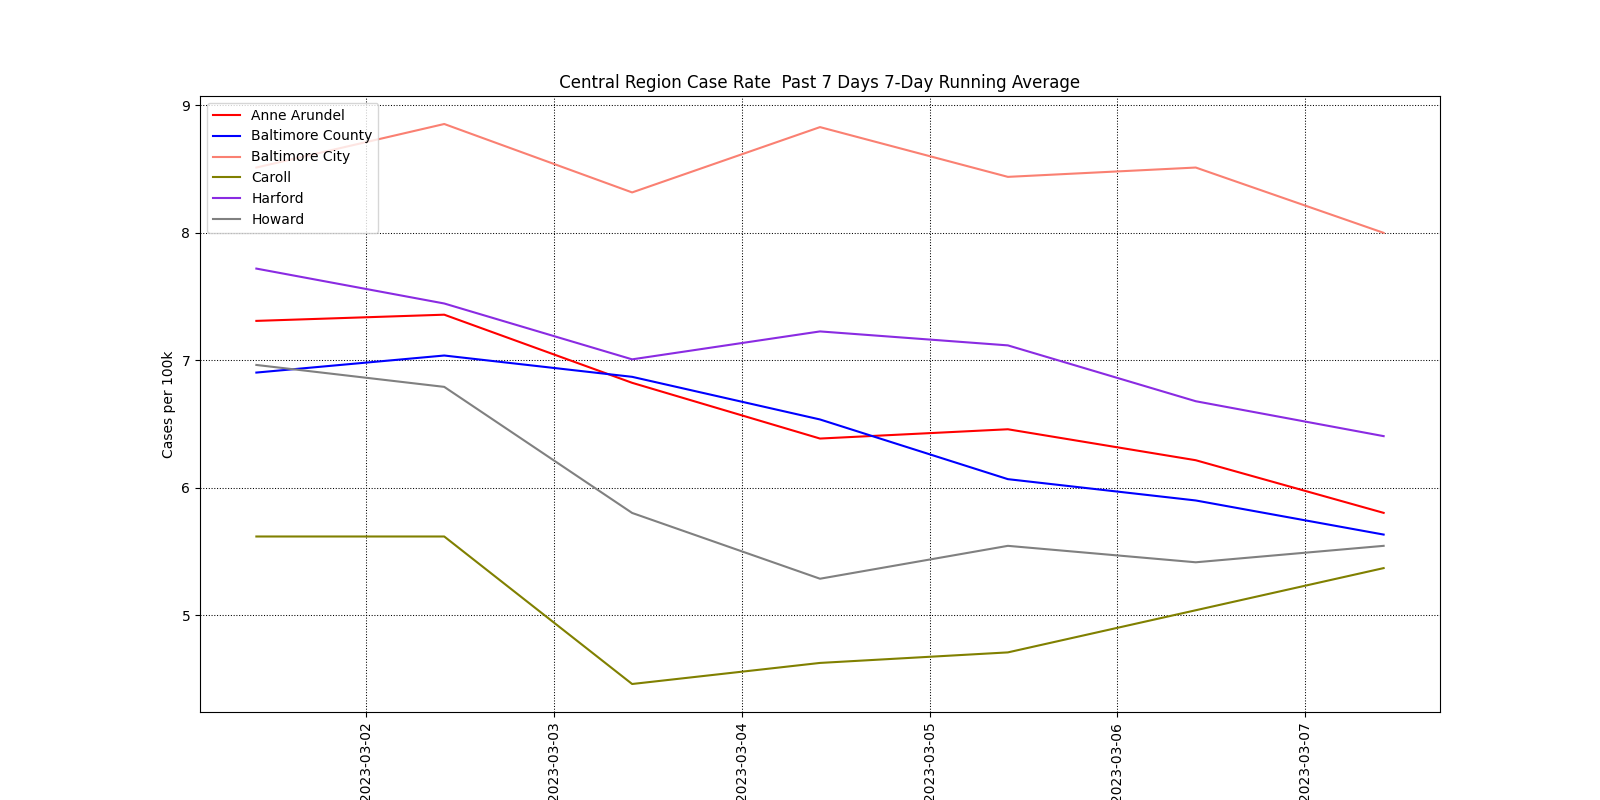 Central Region Case Rate  Past 7 Days 7-Day Running Average
9
8
7
6
5
Cases per 100k
Anne Arundel
Baltimore County
Baltimore City
Caroll
Harford
Howard
2023-03-02
2023-03-03
2023-03-04
2023-03-05
2023-03-06
2023-03-07